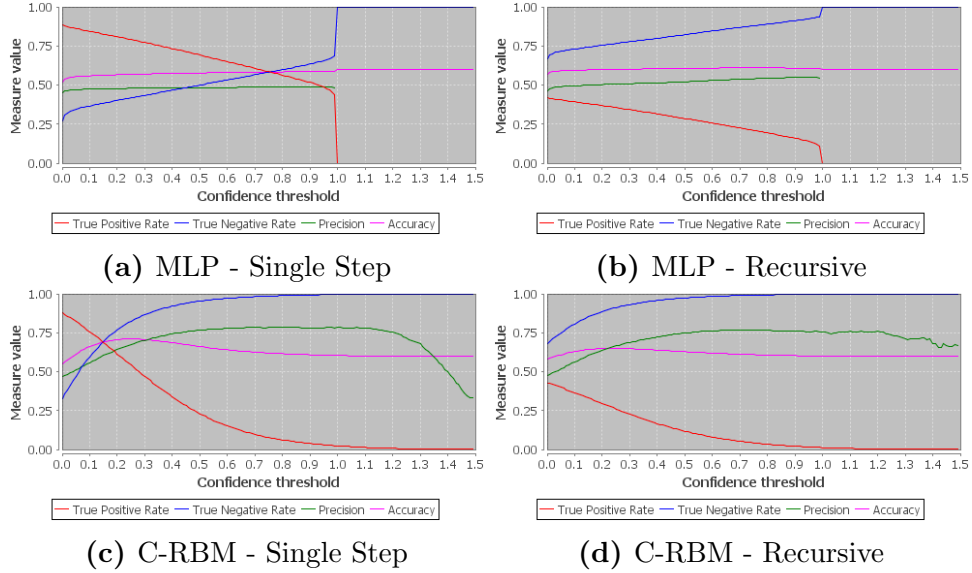 Measure value
1.00
0.75
0.50
0.25
0.00
0.0 0.1 0.2 0.3 0.4 0.5 0.6 0.7 0.8 0.9 1.0 1.1 1.2 1.3 1.4 1.5
Confidence threshold
True Positive Rate True Negative Rate Precision Accuracy
(a) MLP - Single Step
Measure value
1.00
0.75
0.50
0.25
0.00
0.0 0.1 0.2 0.3 0.4 0.5 0.6 0.7 0.8 0.9 1.0 1.1 1.2 1.3 1.4 1.5
Confidence threshold
True Positive Rate True Negative Rate Precision Accuracy
(b) MLP - Recursive
Measure value
1.00
0.75
0.50
0.25
0.00
0.0 0.1 0.2 0.3 0.4 0.5 0.6 0.7 0.8 0.9 1.0 1.1 1.2 1.3 1.4 1.5
Confidence threshold
True Positive Rate True Negative Rate Precision Accuracy
(c) C-RBM - Single Step
Measure value
1.00
0.75
0.50
0.25
0.00
0.0 0.1 0.2 0.3 0.4 0.5 0.6 0.7 0.8 0.9 1.0 1.1 1.2 1.3 1.4 1.5
Confidence threshold
True Positive Rate True Negative Rate Precision Accuracy
(d) C-RBM - Recursive